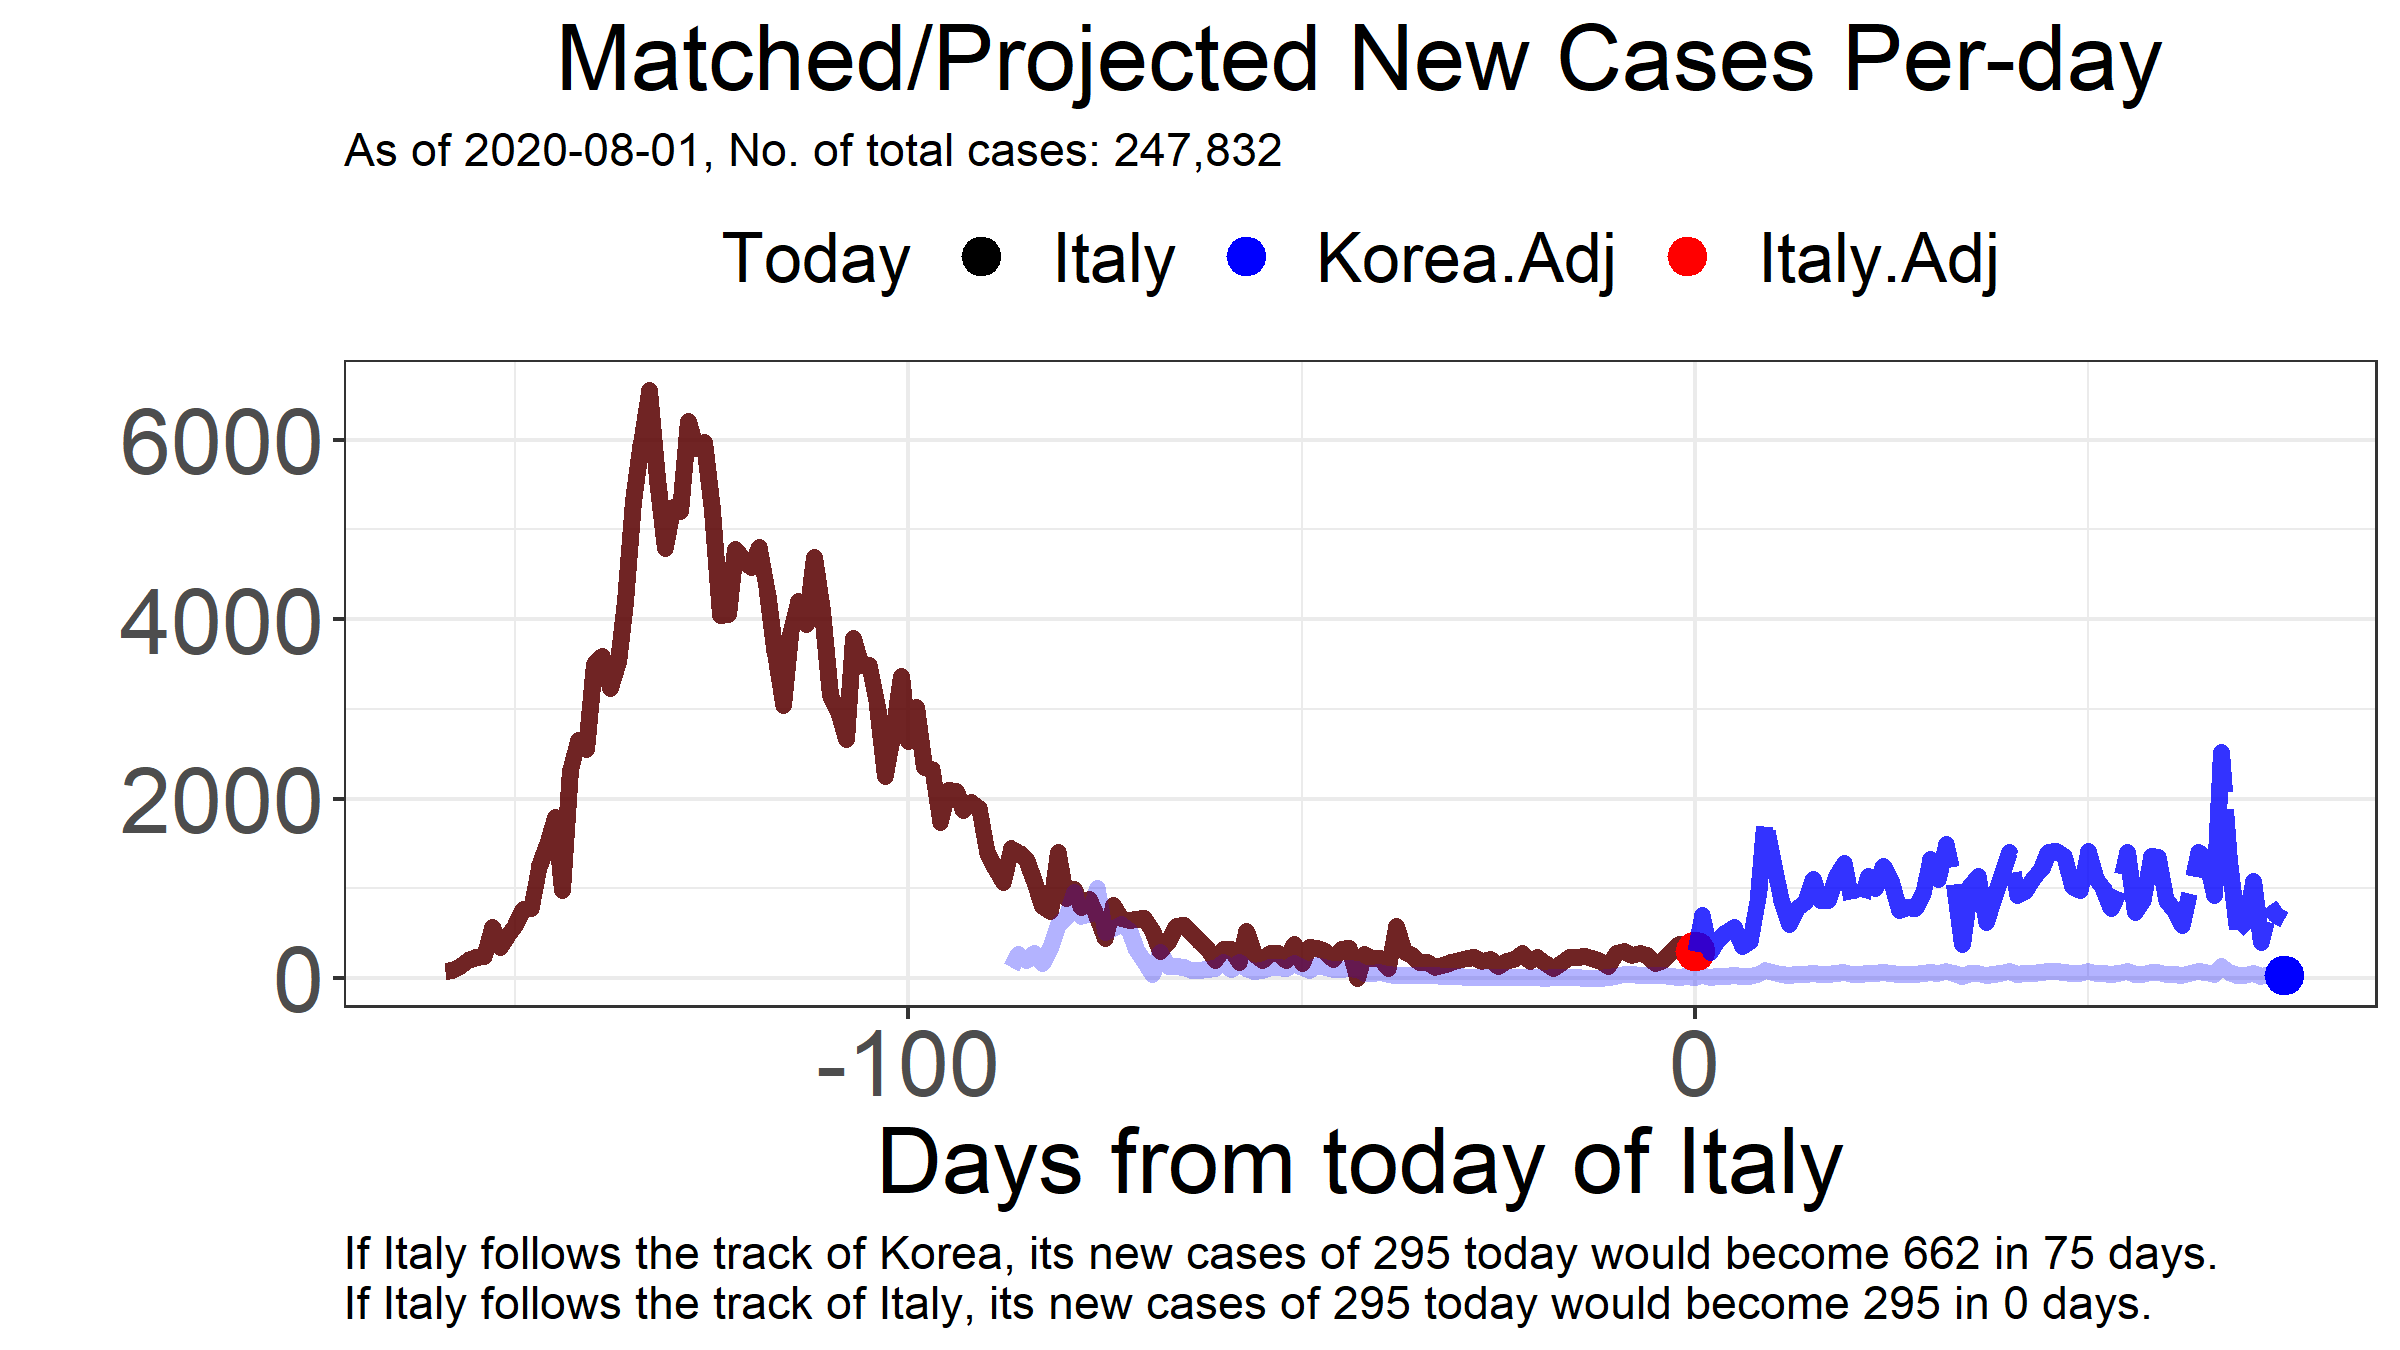 Matched/Projected New Cases Per-day
As of 2020-08-01, No. of total cases: 247,832
Today Italy Korea.Adj Italy.Adj
6000
4000
2000
0
-100 0
Days from today of Italy
If Italy follows the track of Korea, its new cases of 295 today would become 662 in 75 days.
If Italy follows the track of Italy, its new cases of 295 today would become 295 in 0 days.